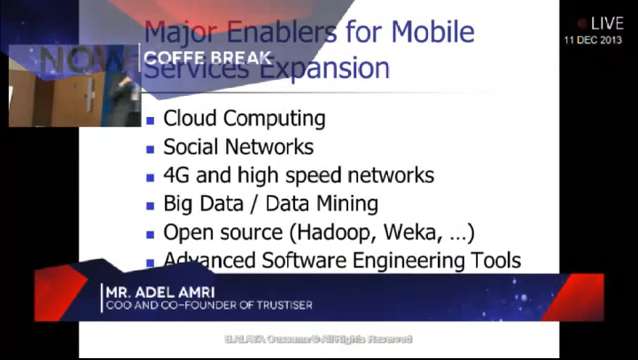 Major Enablers for Mobile
Services Expansion
NOW
COFFE BREAK
LIVE
11 DEC 2013
Cloud Computing
Social Networks
4G and high speed networks
Big Data / Data Mining
Open source (Hadoop, Weka, ...)
Advanced Software Engineering Tools
MR. ADEL AMRI
COO AND CO-FOUNDER OF TRUSTISER
All Rights Reserved